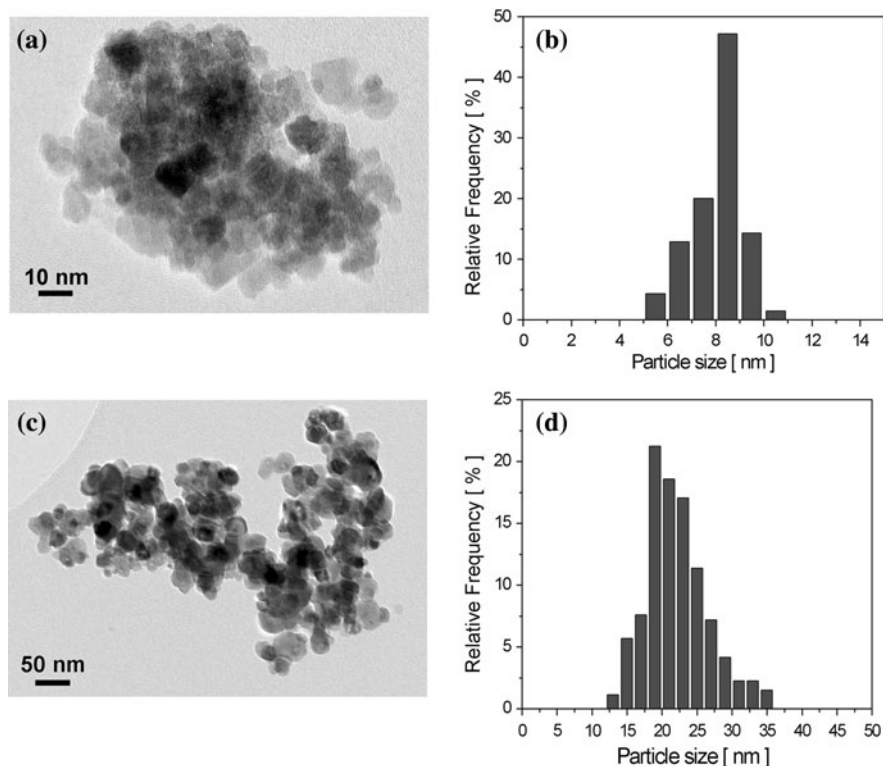 (a)
10 nm
(b)
Relative Frequency [ % ]
50
40
30
20
10
0
0 2 4 6 8 10 12 14
Particle size [ nm ]
(c)
50 nm
(d)
Relative Frequency [ % ]
25
20
15
10
5
0
0 5 10 15 20 25 30 35 40 45 50
Particle size [ nm ]